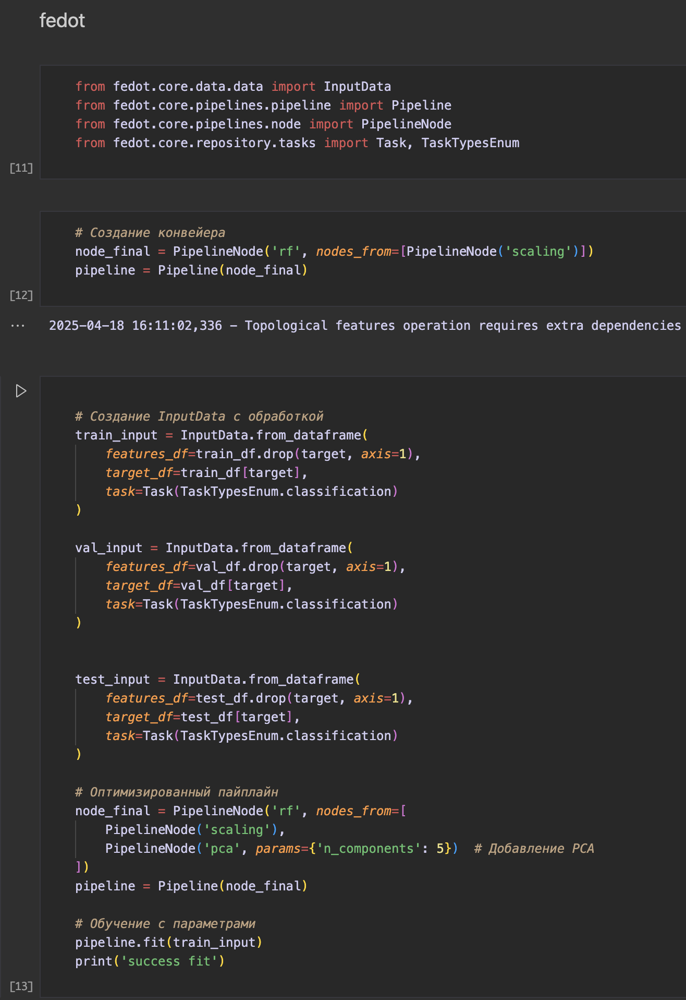 fedot
from fedot.core.data.data import InputData
from fedot.core.pipelines.pipeline import Pipeline
from fedot.core.pipelines.node import PipelineNode
from fedot.core.repository.tasks import Task, TaskTypesEnum
[11]
# Создание конвейера
node_final = PipelineNode('rf', nodes_from=[PipelineNode('scaling')])
pipeline = Pipeline(node_final)
[12]
... 2025-04-18 16:11:02,336 - Topological features operation requires extra dependencies
# Создание InputData с обработкой
train_input = InputData.from_dataframe(
    features_df=train_df.drop(target, axis=1),
    target_df=train_df[target],
    task=Task(TaskTypesEnum.classification)
)
val_input = InputData.from_dataframe(
    features_df=val_df.drop(target, axis=1),
    target_df=val_df[target],
    task=Task(TaskTypesEnum.classification)
)
test_input = InputData.from_dataframe(
    features_df=test_df.drop(target, axis=1),
    target_df=test_df[target],
    task=Task(TaskTypesEnum.classification)
)
# Оптимизированный пайплайн
node_final = PipelineNode('rf', nodes_from=[
    PipelineNode('scaling'),
    PipelineNode('pca', params={'n_components': 5})  # Добавление PCA
])
pipeline = Pipeline(node_final)
# Обучение с параметрами
pipeline.fit(train_input)
print('success fit')
[13]